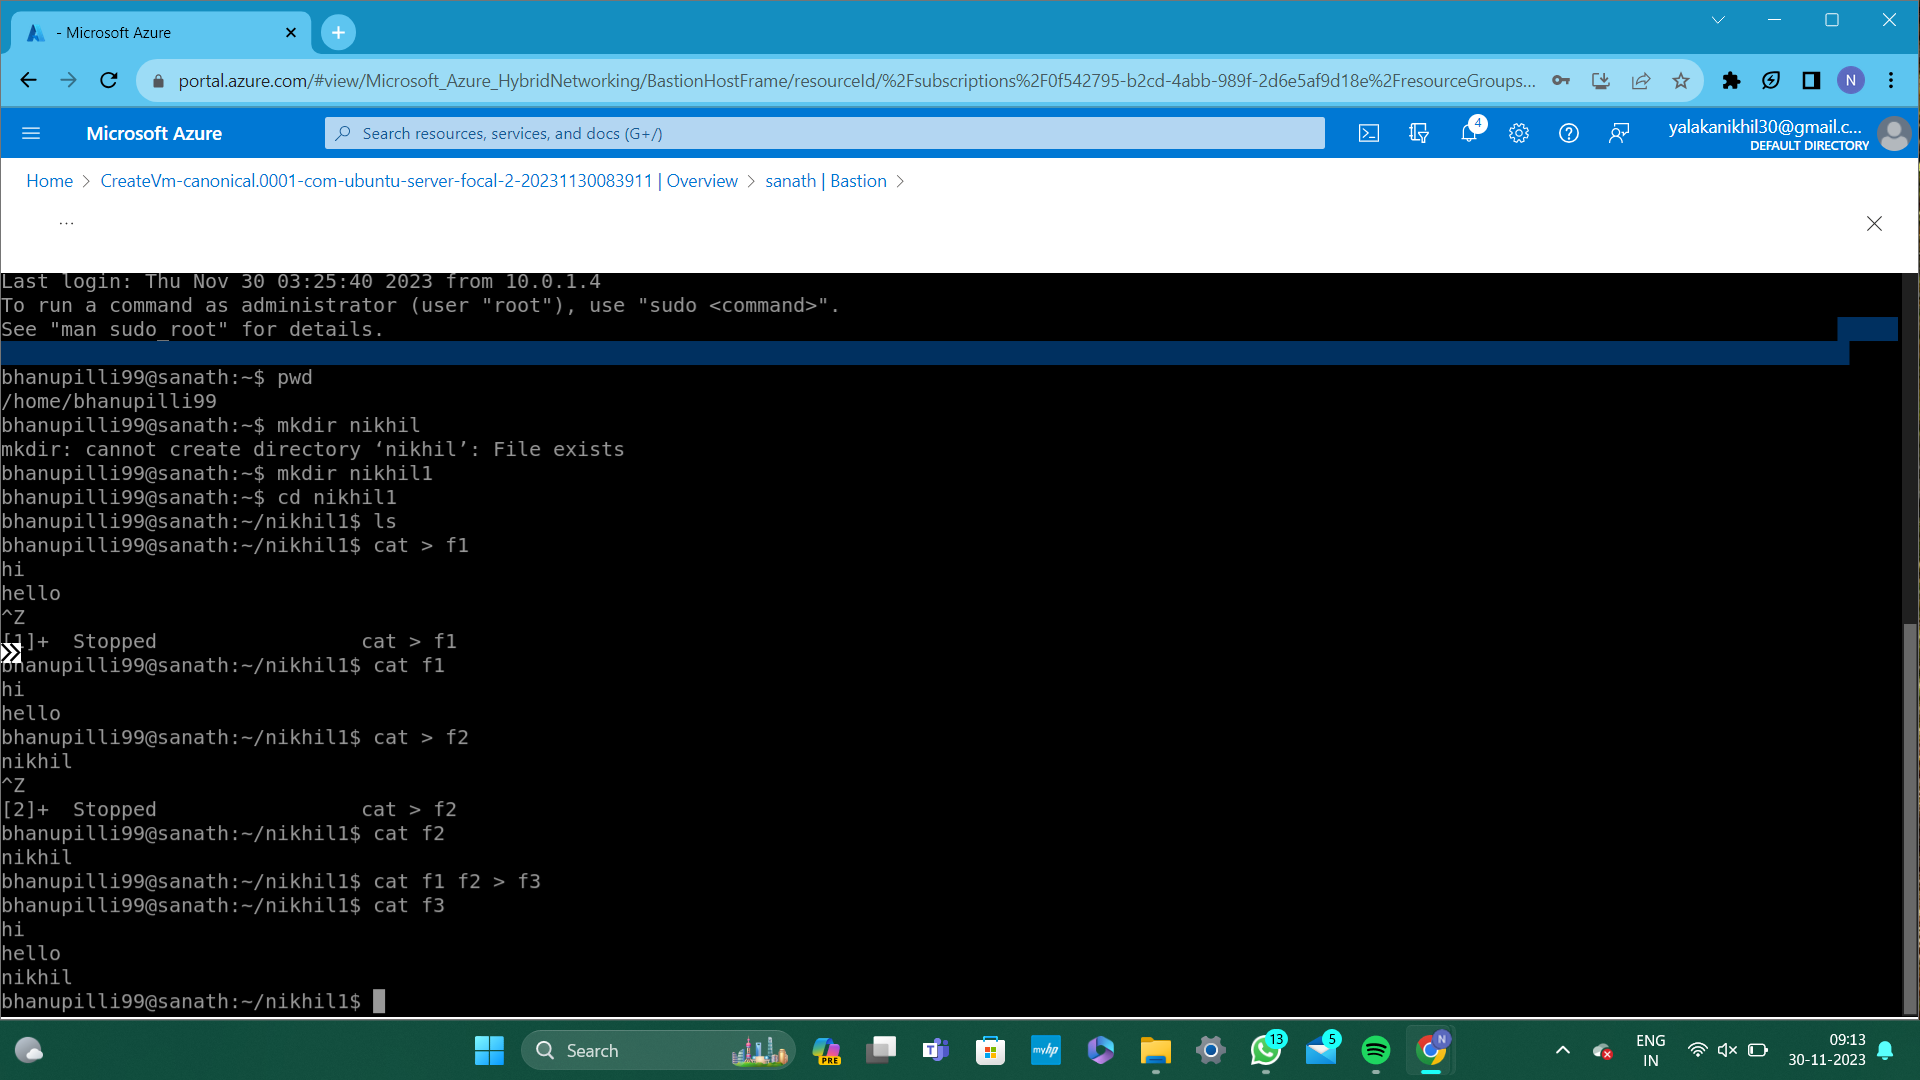 - Microsoft Azure
portal.azure.com/#view/Microsoft_Azure_HybridNetworking/BastionHostFrame/resourceId/%2Fsubscriptions%2F0f542795-b2cd-4abb-989f-2d6e5af9d18e%2FresourceGroups...
N
Microsoft Azure
Search resources, services, and docs (G+/)
4
yalakanikhil30@gmail.c...
DEFAULT DIRECTORY
Home > CreateVm-canonical.0001-com-ubuntu-server-focal-2-20231130083911 | Overview > sanath | Bastion >
...
Last login: Thu Nov 30 03:25:40 2023 from 10.0.1.4
To run a command as administrator (user "root"), use "sudo <command>".
See "man sudo_root" for details.
bhanupilli99@sanath:~$ pwd
/home/bhanupilli99
bhanupilli99@sanath:~$ mkdir nikhil
mkdir: cannot create directory ‘nikhil’: File exists
bhanupilli99@sanath:~$ mkdir nikhil1
bhanupilli99@sanath:~$ cd nikhil1
bhanupilli99@sanath:~/nikhil1$ ls
bhanupilli99@sanath:~/nikhil1$ cat > f1
hi
hello
^Z
[1]+  Stopped                 cat > f1
bhanupilli99@sanath:~/nikhil1$ cat f1
hi
hello
bhanupilli99@sanath:~/nikhil1$ cat > f2
nikhil
^Z
[2]+  Stopped                 cat > f2
bhanupilli99@sanath:~/nikhil1$ cat f2
nikhil
bhanupilli99@sanath:~/nikhil1$ cat f1 f2 > f3
bhanupilli99@sanath:~/nikhil1$ cat f3
hi
hello
nikhil
bhanupilli99@sanath:~/nikhil1$
Search
PRE
myhp
13
5
N
ENG
IN
09:13
30-11-2023